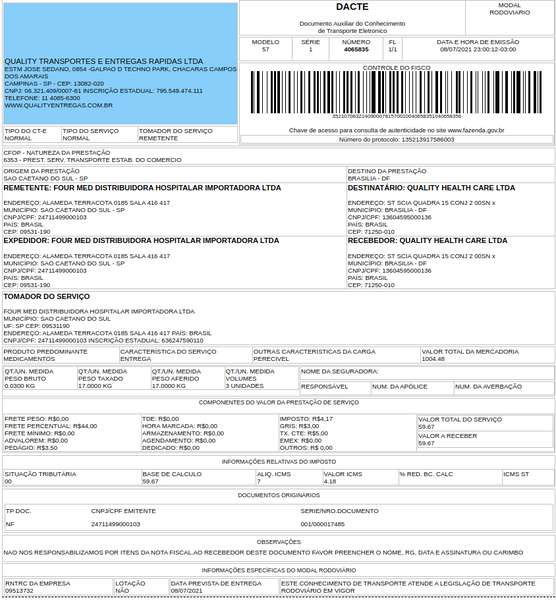 DACTE
Documento Auxiliar do Conhecimento
de Transporte Eletronico
MODAL
RODOVIARIO
MODELO
57
SÉRIE
1
NÚMERO
4065835
FL
1/1
DATA E HORA DE EMISSÃO
08/07/2021 23:00:12-03:00
QUALITY TRANSPORTES E ENTREGAS RAPIDAS LTDA
ESTM JOSE SEDANO, 0854 -GALPAO D TECHNO PARK, CHACARAS CAMPOS
DOS AMARAIS
CAMPINAS - SP - CEP: 13082-020
CNPJ: 06.321.409/0007-81 INSCRIÇÃO ESTADUAL: 795.549.474.111
TELEFONE: 11 4085-6300
WWW.QUALITYENTREGAS.COM.BR
CONTROLE DO FISCO
Chave de acesso para consulta de autenticidade no site www.fazenda.gov.br
Número do protocolo: 135213917586003
TIPO DO CT-E
NORMAL
TIPO DO SERVIÇO
NORMAL
TOMADOR DO SERVIÇO
REMETENTE
CFOP - NATUREZA DA PRESTAÇÃO
6353 - PREST. SERV. TRANSPORTE ESTAB. DO COMERCIO
ORIGEM DA PRESTAÇÃO
SAO CAETANO DO SUL - SP
DESTINO DA PRESTAÇÃO
BRASILIA - DF
REMETENTE: FOUR MED DISTRIBUIDORA HOSPITALAR IMPORTADORA LTDA
ENDEREÇO: ALAMEDA TERRACOTA 0185 SALA 416 417
MUNICÍPIO: SAO CAETANO DO SUL - SP
CNPJ/CPF: 24711499000103
PAÍS: BRASIL
CEP: 09531-190
DESTINATÁRIO: QUALITY HEALTH CARE LTDA
ENDEREÇO: ST SCIA QUADRA 15 CONJ 2 00SN x
MUNICÍPIO: BRASILIA - DF
CNPJ/CPF: 13604595000136
PAÍS: BRASIL
CEP: 71250-010
EXPEDIDOR: FOUR MED DISTRIBUIDORA HOSPITALAR IMPORTADORA LTDA
ENDEREÇO: ALAMEDA TERRACOTA 0185 SALA 416 417
MUNICÍPIO: SAO CAETANO DO SUL - SP
CNPJ/CPF: 24711499000103
PAÍS: BRASIL
CEP: 09531-190
RECEBEDOR: QUALITY HEALTH CARE LTDA
ENDEREÇO: ST SCIA QUADRA 15 CONJ 2 00SN x
MUNICÍPIO: BRASILIA - DF
CNPJ/CPF: 13604595000136
PAÍS: BRASIL
CEP: 71250-010
TOMADOR DO SERVIÇO
FOUR MED DISTRIBUIDORA HOSPITALAR IMPORTADORA LTDA
MUNICÍPIO: SAO CAETANO DO SUL
UF: SP CEP: 09531190
ENDEREÇO: ALAMEDA TERRACOTA 0185 SALA 416 417 PAÍS: BRASIL
CNPJ/CPF: 24711499000103 INSCRIÇÃO ESTADUAL: 636247590110
PRODUTO PREDOMINANTE
MEDICAMENTOS
CARACTERÍSTICA DO SERVIÇO
ENTREGA
OUTRAS CARACTERÍSTICAS DA CARGA
PERECIVEL
VALOR TOTAL DA MERCADORIA
1004.48
QT./UN. MEDIDA
PESO BRUTO
0.0300 KG
QT./UN. MEDIDA
PESO TAXADO
17.0000 KG
QT./UN. MEDIDA
PESO AFERIDO
17.0000 KG
QT./UN. MEDIDA
VOLUMES
3 UNIDADES
NOME DA SEGURADORA:
RESPONSÁVEL
NUM. DA APÓLICE
NUM. DA AVERBAÇÃO
COMPONENTES DO VALOR DA PRESTAÇÃO DE SERVIÇO
FRETE PESO: R$0,00
FRETE PERCENTUAL: R$44,00
FRETE MÍNIMO: R$0,00
ADVALOREM: R$0,00
PEDÁGIO: R$3,50
TDE: R$0,00
HORA MARCADA: R$0,00
ARMAZENAMENTO: R$0,00
AGENDAMENTO: R$0,00
DEDICADO: R$0,00
IMPOSTO: R$4,17
GRIS: R$3,00
TX. CTE: R$5,00
EMEX: R$0,00
OUTROS: R$ 0,00
VALOR TOTAL DO SERVIÇO
59.67
VALOR A RECEBER
59.67
INFORMAÇÕES RELATIVAS DO IMPOSTO
SITUAÇÃO TRIBUTÁRIA
00
BASE DE CALCULO
59.67
ALIQ. ICMS
7
VALOR ICMS
4.18
% RED. BC. CALC
ICMS ST
DOCUMENTOS ORIGINÁRIOS
TP DOC.
CNPJ/CPF EMITENTE
SERIE/NRO.DOCUMENTO
NF
24711499000103
001/000017485
OBSERVAÇÕES
NAO NOS RESPONSABILIZAMOS POR ITENS DA NOTA FISCAL.AO RECEBEDOR DESTE DOCUMENTO FAVOR PREENCHER O NOME, RG, DATA E ASSINATURA OU CARIMBO
INFORMAÇÕES ESPECÍFICOS DO MODAL RODOVIÁRIO
RNTRC DA EMPRESA
09513732
LOTAÇÃO
NÃO
DATA PREVISTA DE ENTREGA
08/07/2021
ESTE CONHECIMENTO DE TRANSPORTE ATENDE A LEGISLAÇÃO DE TRANSPORTE
RODOVIÁRIO EM VIGOR